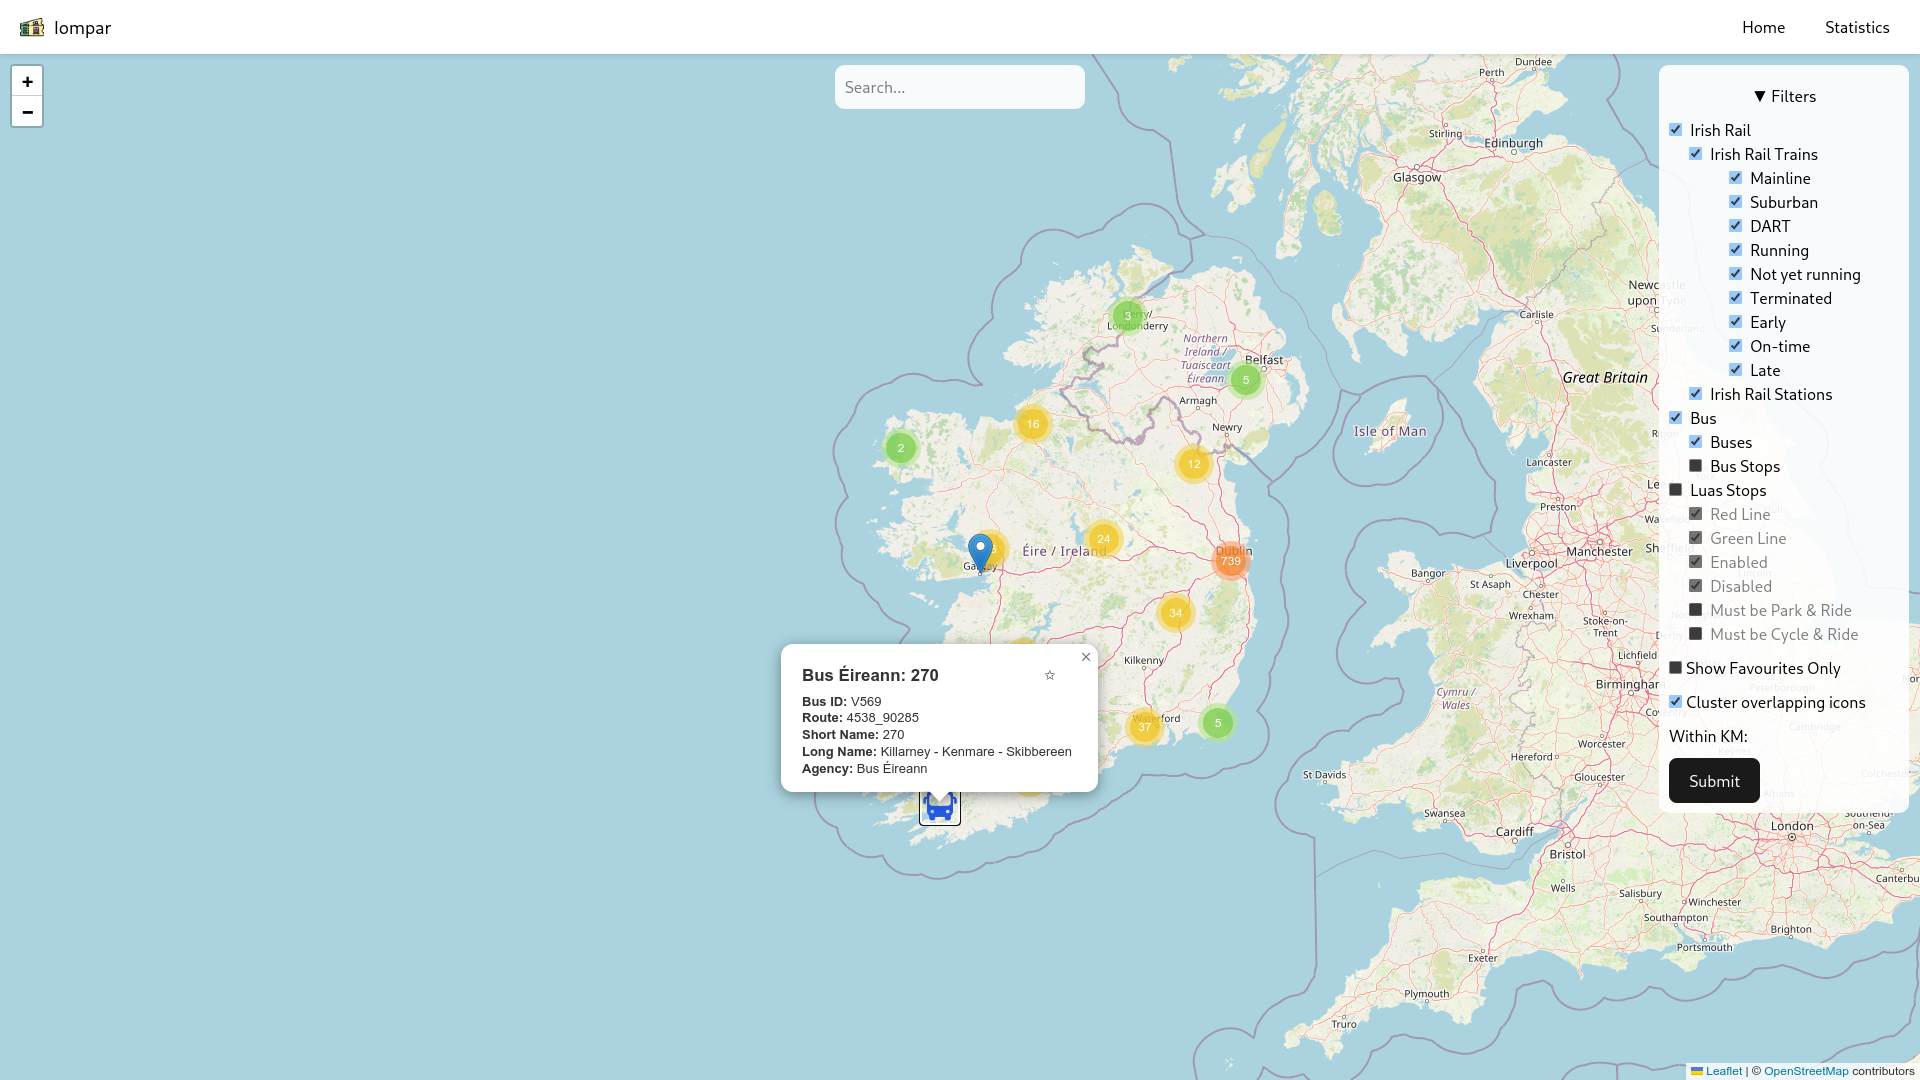 Iompar
Home
Statistics
+
−
Search...
▼ Filters
Irish Rail
Irish Rail Trains
Mainline
Suburban
DART
Running
Not yet running
Terminated
Early
On-time
Late
Irish Rail Stations
Bus
Buses
Bus Stops
Luas Stops
Red Line
Green Line
Enabled
Disabled
Must be Park & Ride
Must be Cycle & Ride
Show Favourites Only
Cluster overlapping icons
Within KM:
Submit
Bus Éireann: 270
☆
×
Bus ID: V569
Route: 4538_90285
Short Name: 270
Long Name: Killarney - Kenmare - Skibbereen
Agency: Bus Éireann
Dundee
Perth
Stirling
Edinburgh
Glasgow
Newcastle
upon Tyne
Sunderland
Carlisle
3
Londonderry
Northern
Ireland /
Tuaisceart
Éireann
Belfast
5
Great Britain
Armagh
16
Newry
Isle of Man
2
12
Lancaster
Preston
24
Éire / Ireland
Dublin
739
Galway
Manchester
Liverpool
Bangor
St Asaph
Chester
34
Wrexham
Stoke-on-
Trent
Kilkenny
Lichfield
Birmingham
Peterborough
Cymru /
Wales
Waterford
37
5
Cambridge
Worcester
Hereford
St Davids
Gloucester
Colchester
Swansea
St Albans
Southend-
on-Sea
Cardiff
London
Bristol
Wells
Canterbu
Salisbury
Winchester
Southampton
Brighton
Portsmouth
Exeter
Plymouth
Truro
Leaflet | © OpenStreetMap contributors